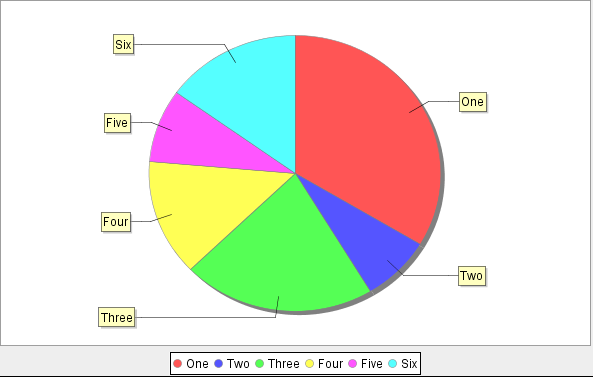 Six
One
Five
Four
Two
Three
One Two Three Four Five Six